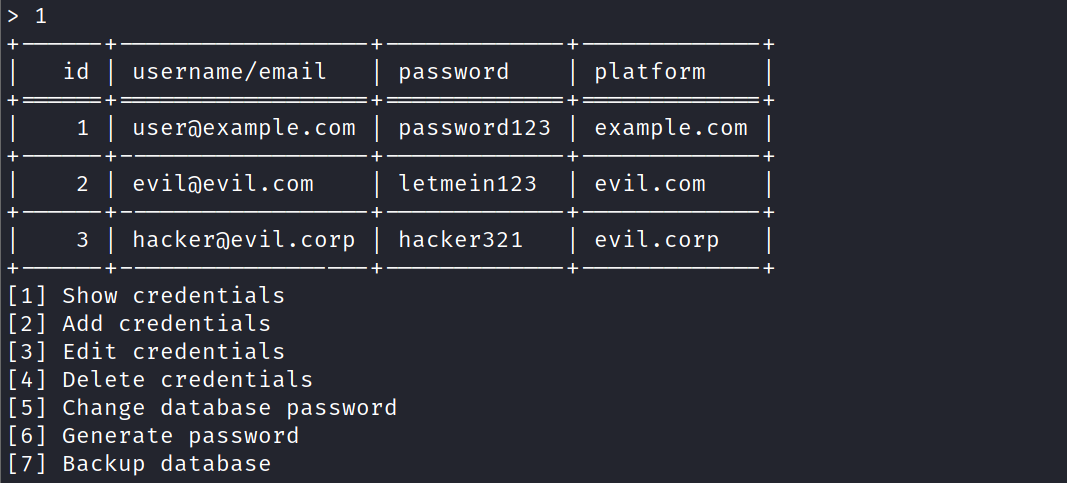 > 1
+------+------------------+-------------+-------------+
|   id | username/email   | password    | platform    |
+======+==================+=============+=============+
|    1 | user@example.com | password123 | example.com |
+------+------------------+-------------+-------------+
|    2 | evil@evil.com    | letmein123  | evil.com    |
+------+------------------+-------------+-------------+
|    3 | hacker@evil.corp | hacker321   | evil.corp   |
+------+------------------+-------------+-------------+
[1] Show credentials
[2] Add credentials
[3] Edit credentials
[4] Delete credentials
[5] Change database password
[6] Generate password
[7] Backup database